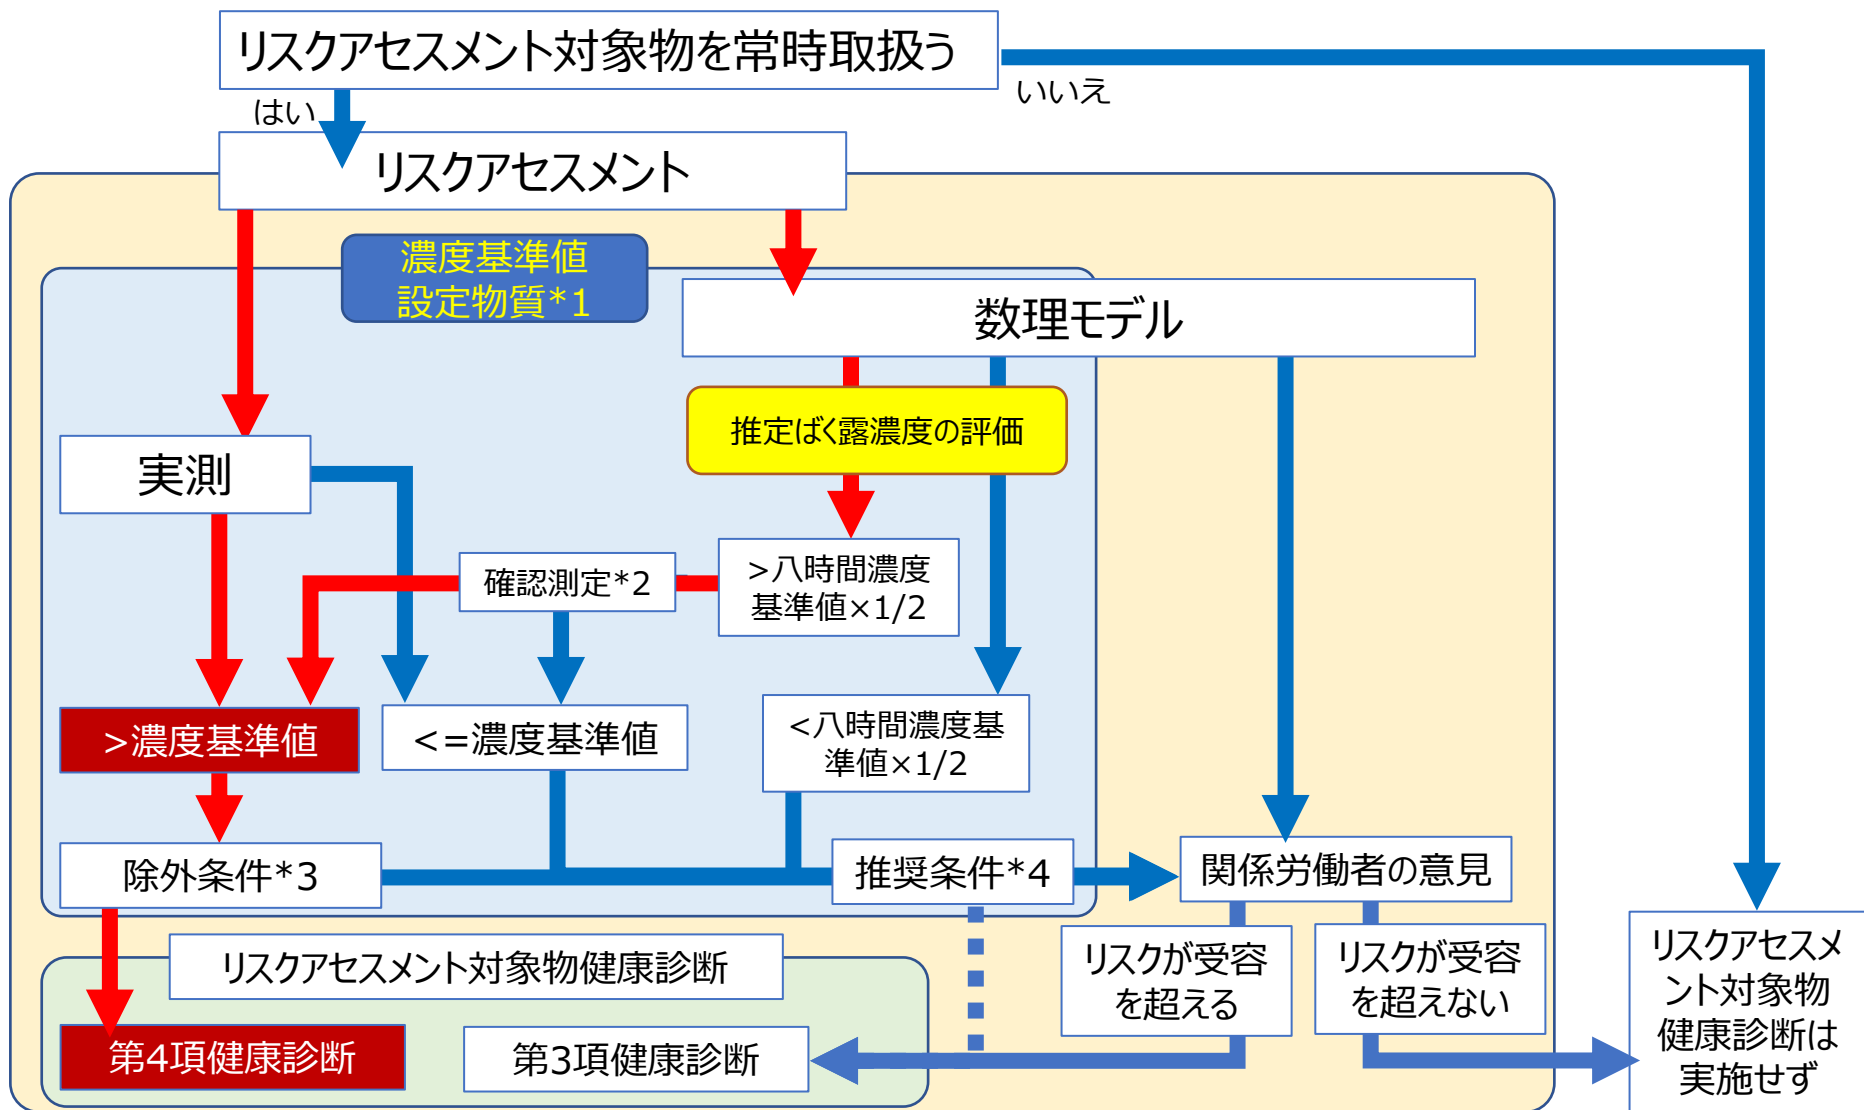 リスクアセスメント対象物を常時取扱う
はい
いいえ
リスクアセスメント
濃度基準値
設定物質*1
数理モデル
推定ばく露濃度の評価
実測
確認測定*2
>八時間濃度
基準値×1/2
>濃度基準値
<=濃度基準値
<八時間濃度基
準値×1/2
除外条件*3
推奨条件*4
関係労働者の意見
リスクアセスメント対象物健康診断
リスクが受容
を超える
リスクが受容
を超えない
リスクアセスメ
ント対象物
健康診断は
実施せず
第4項健康診断
第3項健康診断